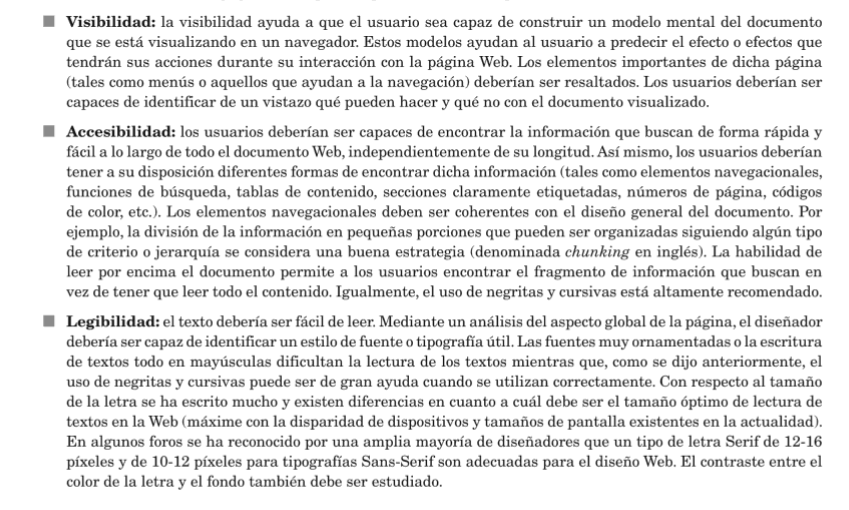 ■ Visibilidad: la visibilidad ayuda a que el usuario sea capaz de construir un modelo mental del documento
que se está visualizando en un navegador. Estos modelos ayudan al usuario a predecir el efecto o efectos que
tendrán sus acciones durante su interacción con la página Web. Los elementos importantes de dicha página
(tales como menús o aquellos que ayudan a la navegación) deberían ser resaltados. Los usuarios deberían ser
capaces de identificar de un vistazo qué pueden hacer y qué no con el documento visualizado.
■ Accesibilidad: los usuarios deberían ser capaces de encontrar la información que buscan de forma rápida y
fácil a lo largo de todo el documento Web, independientemente de su longitud. Así mismo, los usuarios deberían
tener a su disposición diferentes formas de encontrar dicha información (tales como elementos navegacionales,
funciones de búsqueda, tablas de contenido, secciones claramente etiquetadas, números de página, códigos
de color, etc.). Los elementos navegacionales deben ser coherentes con el diseño general del documento. Por
ejemplo, la división de la información en pequeñas porciones que pueden ser organizadas siguiendo algún tipo
de criterio o jerarquía se considera una buena estrategia (denominada chunking en inglés). La habilidad de
leer por encima el documento permite a los usuarios encontrar el fragmento de información que buscan en
vez de tener que leer todo el contenido. Igualmente, el uso de negritas y cursivas está altamente recomendado.
■ Legibilidad: el texto debería ser fácil de leer. Mediante un análisis del aspecto global de la página, el diseñador
debería ser capaz de identificar un estilo de fuente o tipografía útil. Las fuentes muy ornamentadas o la escritura
de textos todo en mayúsculas dificultan la lectura de los textos mientras que, como se dijo anteriormente, el
uso de negritas y cursivas puede ser de gran ayuda cuando se utilizan correctamente. Con respecto al tamaño
de la letra se ha escrito mucho y existen diferencias en cuanto a cuál debe ser el tamaño óptimo de lectura de
textos en la Web (máxime con la disparidad de dispositivos y tamaños de pantalla existentes en la actualidad).
En algunos foros se ha reconocido por una amplia mayoría de diseñadores que un tipo de letra Serif de 12-16
píxeles y de 10-12 píxeles para tipografías Sans-Serif son adecuadas para el diseño Web. El contraste entre el
color de la letra y el fondo también debe ser estudiado.